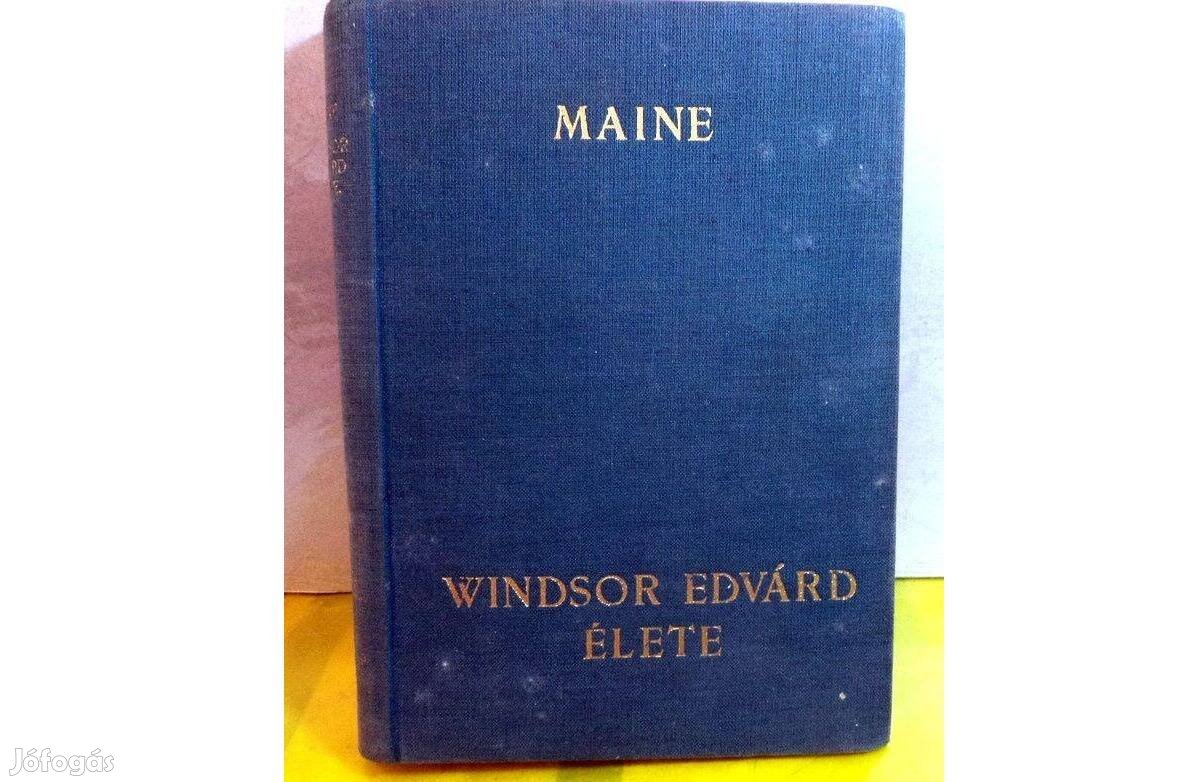 MAINE
WINDSOR EDVÁRD
ÉLETE
Jófogás